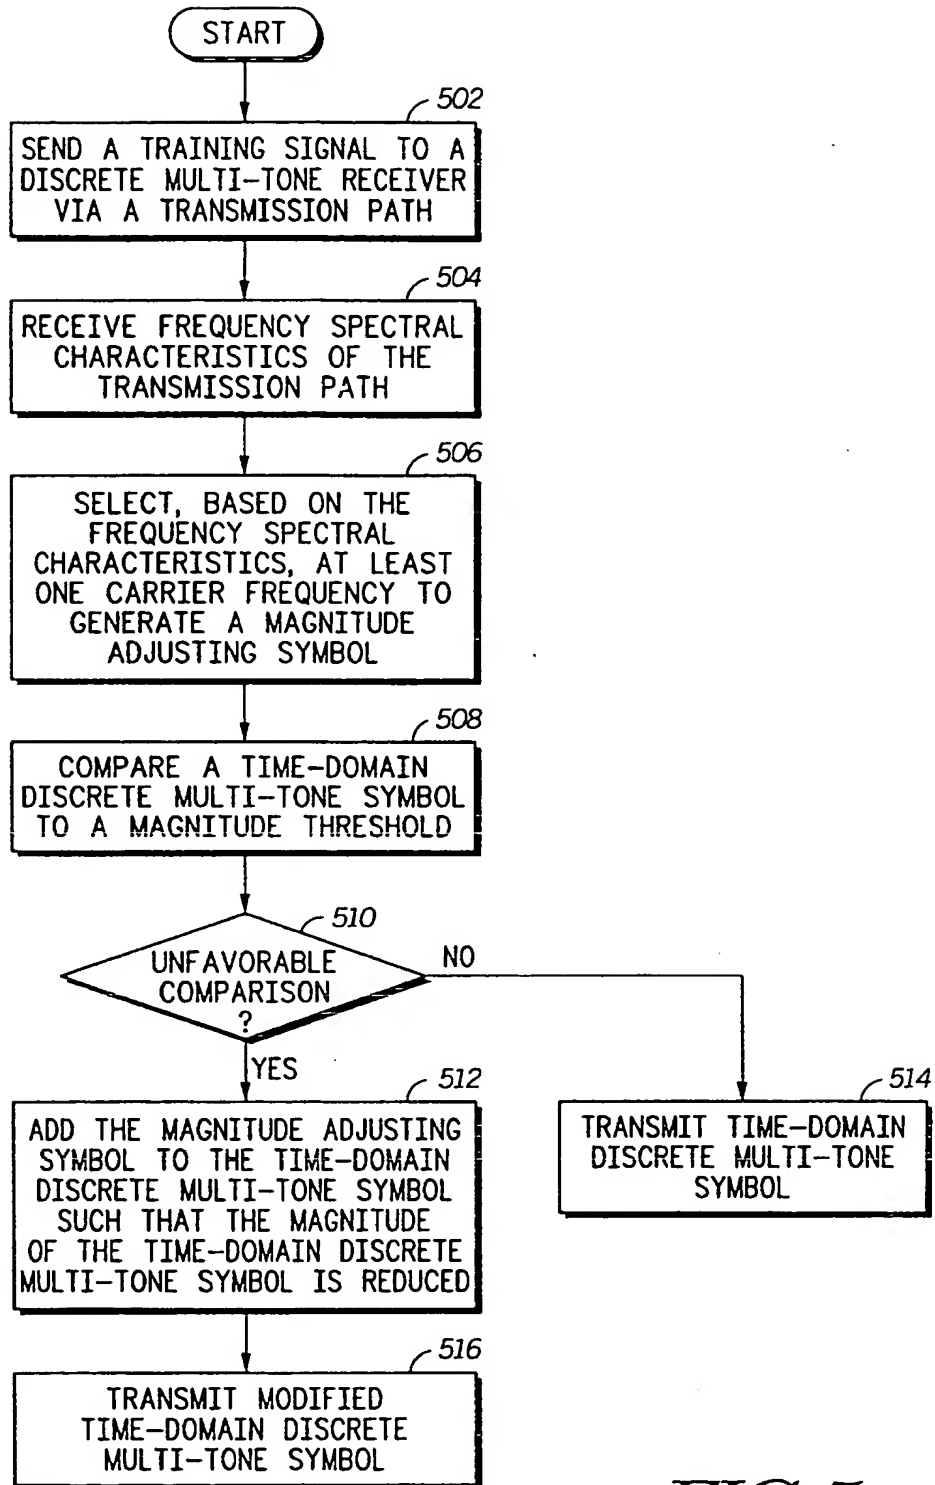 START
502
SEND A TRAINING SIGNAL TO A
DISCRETE MULTI-TONE RECEIVER
VIA A TRANSMISSION PATH
504
RECEIVE FREQUENCY SPECTRAL
CHARACTERISTICS OF THE
TRANSMISSION PATH
506
SELECT, BASED ON THE
FREQUENCY SPECTRAL
CHARACTERISTICS, AT LEAST
ONE CARRIER FREQUENCY TO
GENERATE A MAGNITUDE
ADJUSTING SYMBOL
508
COMPARE A TIME-DOMAIN
DISCRETE MULTI-TONE SYMBOL
TO A MAGNITUDE THRESHOLD
510
UNFAVORABLE
COMPARISON
?
NO
YES
512
ADD THE MAGNITUDE ADJUSTING
SYMBOL TO THE TIME-DOMAIN
DISCRETE MULTI-TONE SYMBOL
SUCH THAT THE MAGNITUDE
OF THE TIME-DOMAIN DISCRETE
MULTI-TONE SYMBOL IS REDUCED
514
TRANSMIT TIME-DOMAIN
DISCRETE MULTI-TONE
SYMBOL
516
TRANSMIT MODIFIED
TIME-DOMAIN DISCRETE
MULTI-TONE SYMBOL